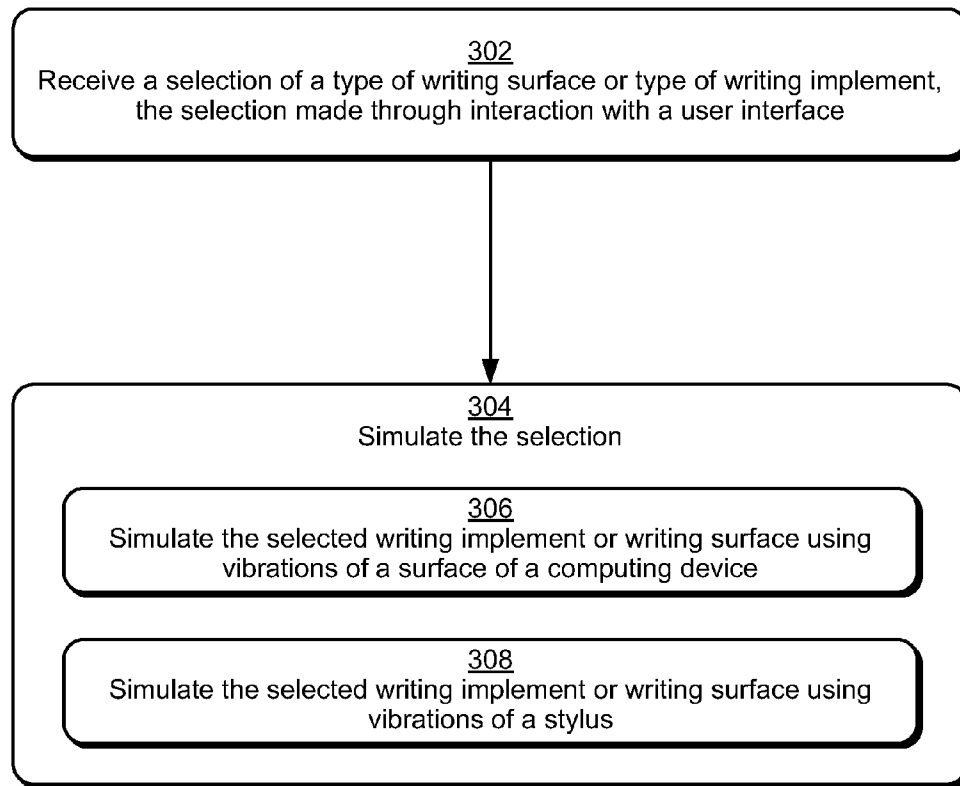 302
Receive a selection of a type of writing surface or type of writing implement,
the selection made through interaction with a user interface
304
Simulate the selection
306
Simulate the selected writing implement or writing surface using
vibrations of a surface of a computing device
308
Simulate the selected writing implement or writing surface using
vibrations of a stylus